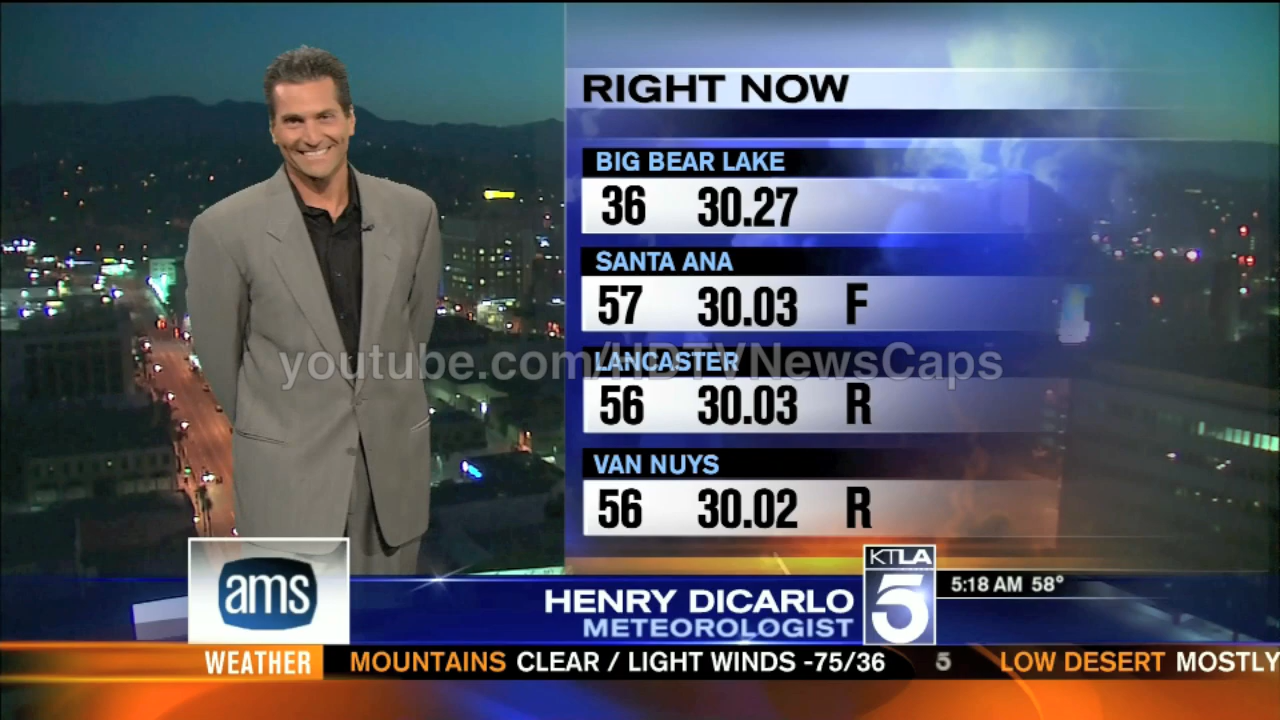 RIGHT NOW
BIG BEAR LAKE
36 30.27
SANTA ANA
57 30.03 F
youtube.com/HDTVNewsCaps
LANCASTER
56 30.03 R
VAN NUYS
56 30.02 R
ams
HENRY DICARLO
METEOROLOGIST
KTLA
5
5:18 AM 58°
WEATHER MOUNTAINS CLEAR / LIGHT WINDS -75/36 5 LOW DESERT MOSTLY